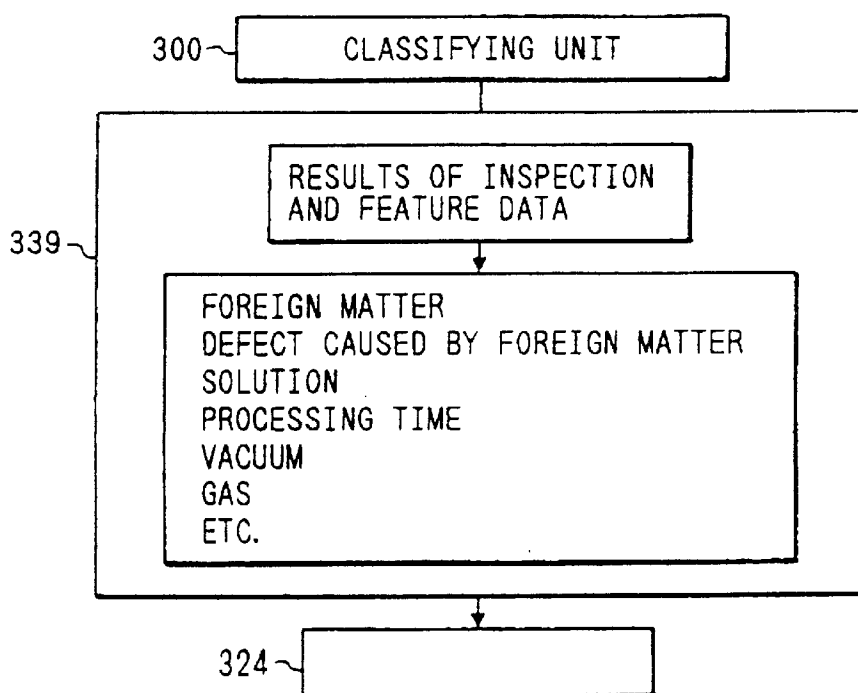 300 CLASSIFYING UNIT
RESULTS OF INSPECTION
AND FEATURE DATA
339
FOREIGN MATTER
DEFECT CAUSED BY FOREIGN MATTER
SOLUTION
PROCESSING TIME
VACUUM
GAS
ETC.
324